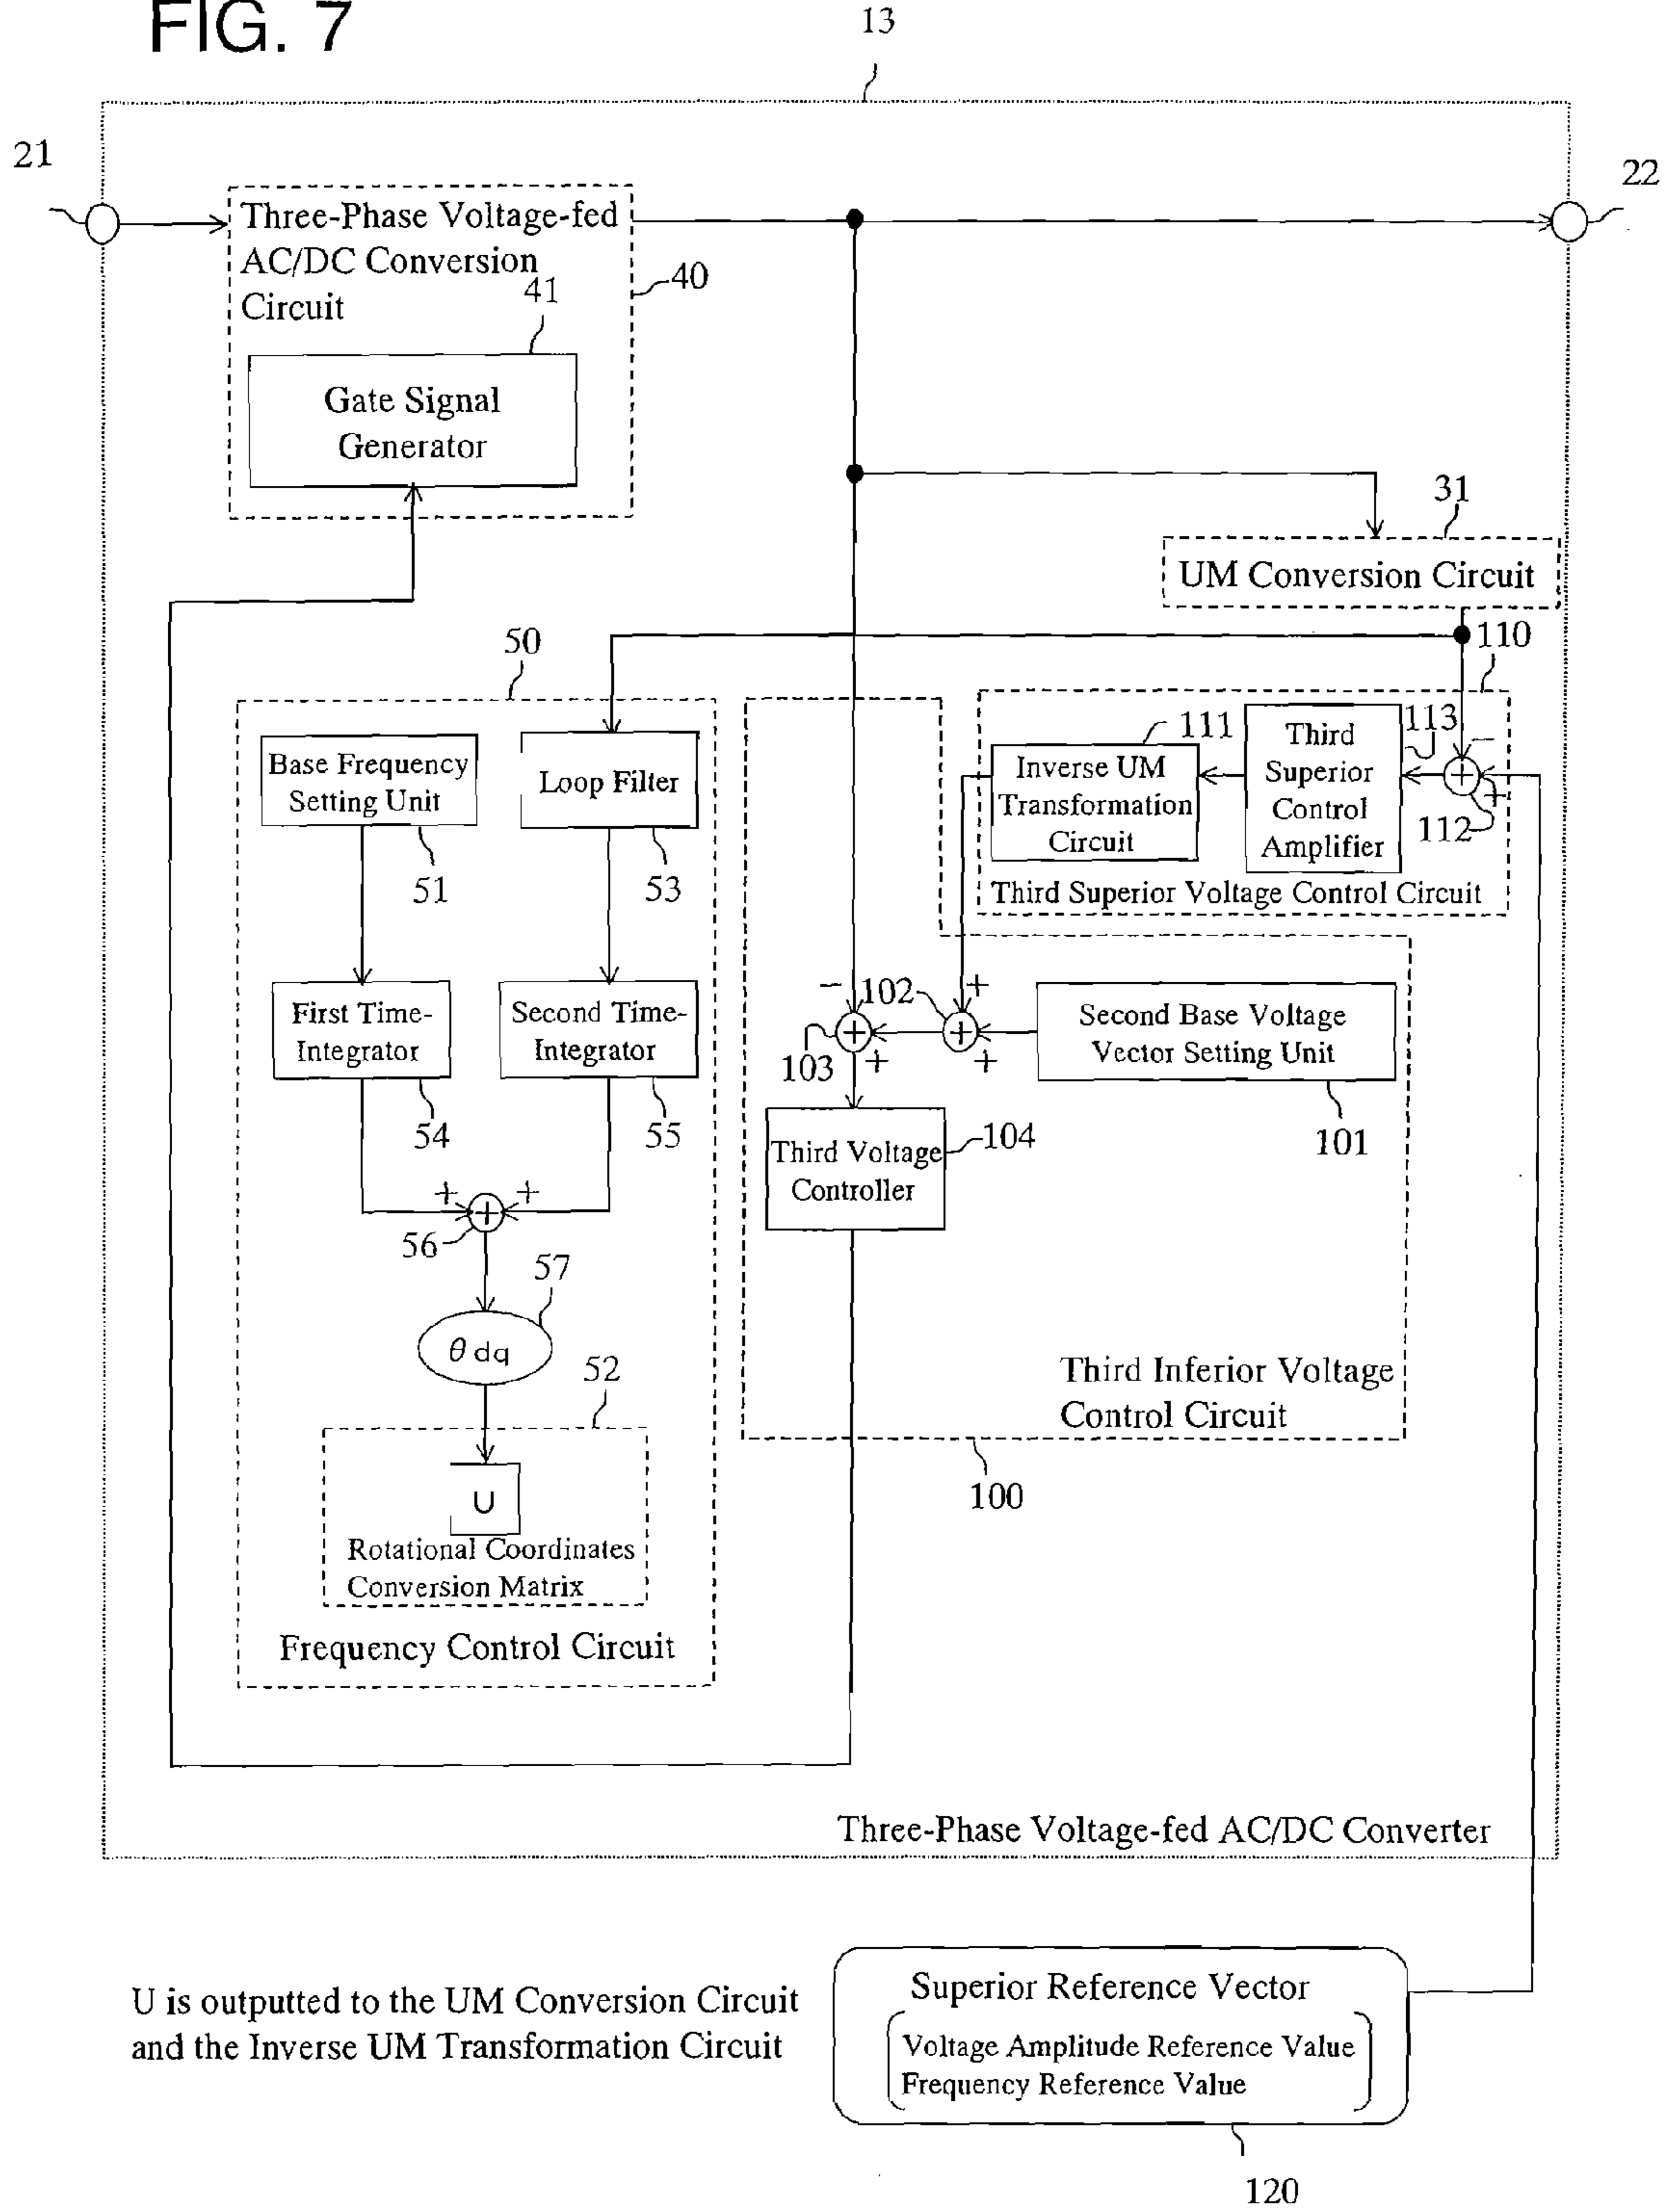 FIG. 7
13
21
22
Three-Phase Voltage-fed
AC/DC Conversion
Circuit
40
41
Gate Signal
Generator
31
UM Conversion Circuit
50
110
Base Frequency
Setting Unit
51
Loop Filter
53
111
Inverse UM
Transformation
Circuit
Third
Superior
Control
Amplifier
113
−
+
+
112
Third Superior Voltage Control Circuit
First Time-
Integrator
54
Second Time-
Integrator
55
−
102
+
+
+
103
+
+
Second Base Voltage
Vector Setting Unit
101
Third Voltage
Controller
104
+
+
+
56
57
θ dq
52
U
Rotational Coordinates
Conversion Matrix
Frequency Control Circuit
Third Inferior Voltage
Control Circuit
100
Three-Phase Voltage-fed AC/DC Converter
U is outputted to the UM Conversion Circuit
and the Inverse UM Transformation Circuit
Superior Reference Vector
Voltage Amplitude Reference Value
Frequency Reference Value
120